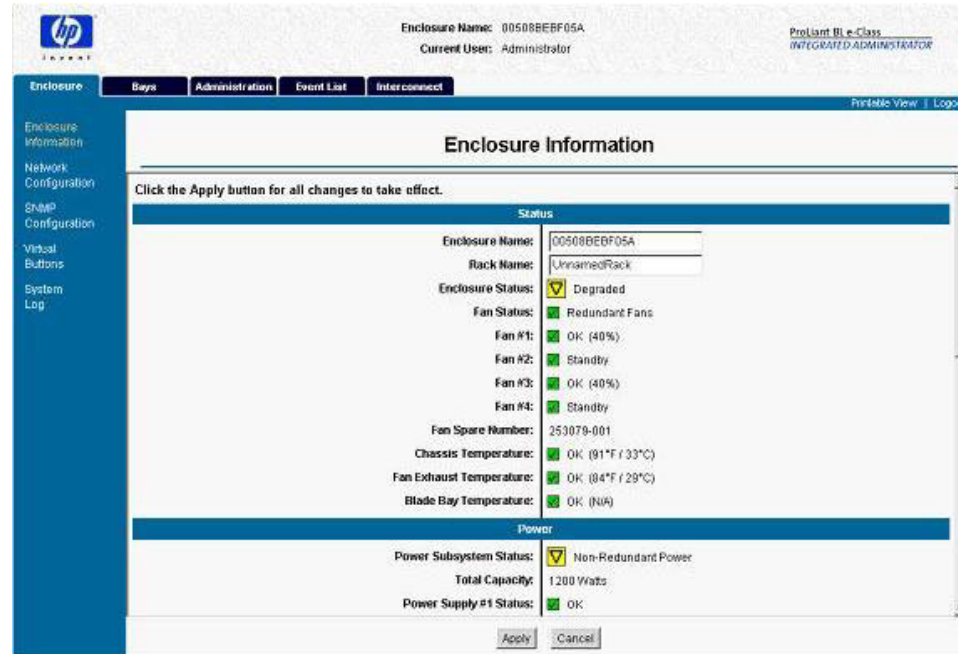 hp
invent
Enclosure Name: 00508BEBF05A
Current User: Administrator
ProLiant BL e-Class
INTEGRATED ADMINISTRATOR
Enclosure Bays Administration Event List Interconnect
Printable View | Logo
Enclosure
Information
Network
Configuration
SNMP
Configuration
Virtual
Buttons
System
Log
Enclosure Information
Click the Apply button for all changes to take effect.
Status
Enclosure Name: 00508BEBF05A
Rack Name: UnnamedRack
Enclosure Status: Degraded
Fan Status: Redundant Fans
Fan #1: OK (40%)
Fan #2: Standby
Fan #3: OK (40%)
Fan #4: Standby
Fan Spare Number: 253079-001
Chassis Temperature: OK (91°F / 33°C)
Fan Exhaust Temperature: OK (84°F / 29°C)
Blade Bay Temperature: OK (N/A)
Power
Power Subsystem Status: Non-Redundant Power
Total Capacity: 1200 Watts
Power Supply #1 Status: OK
Apply Cancel